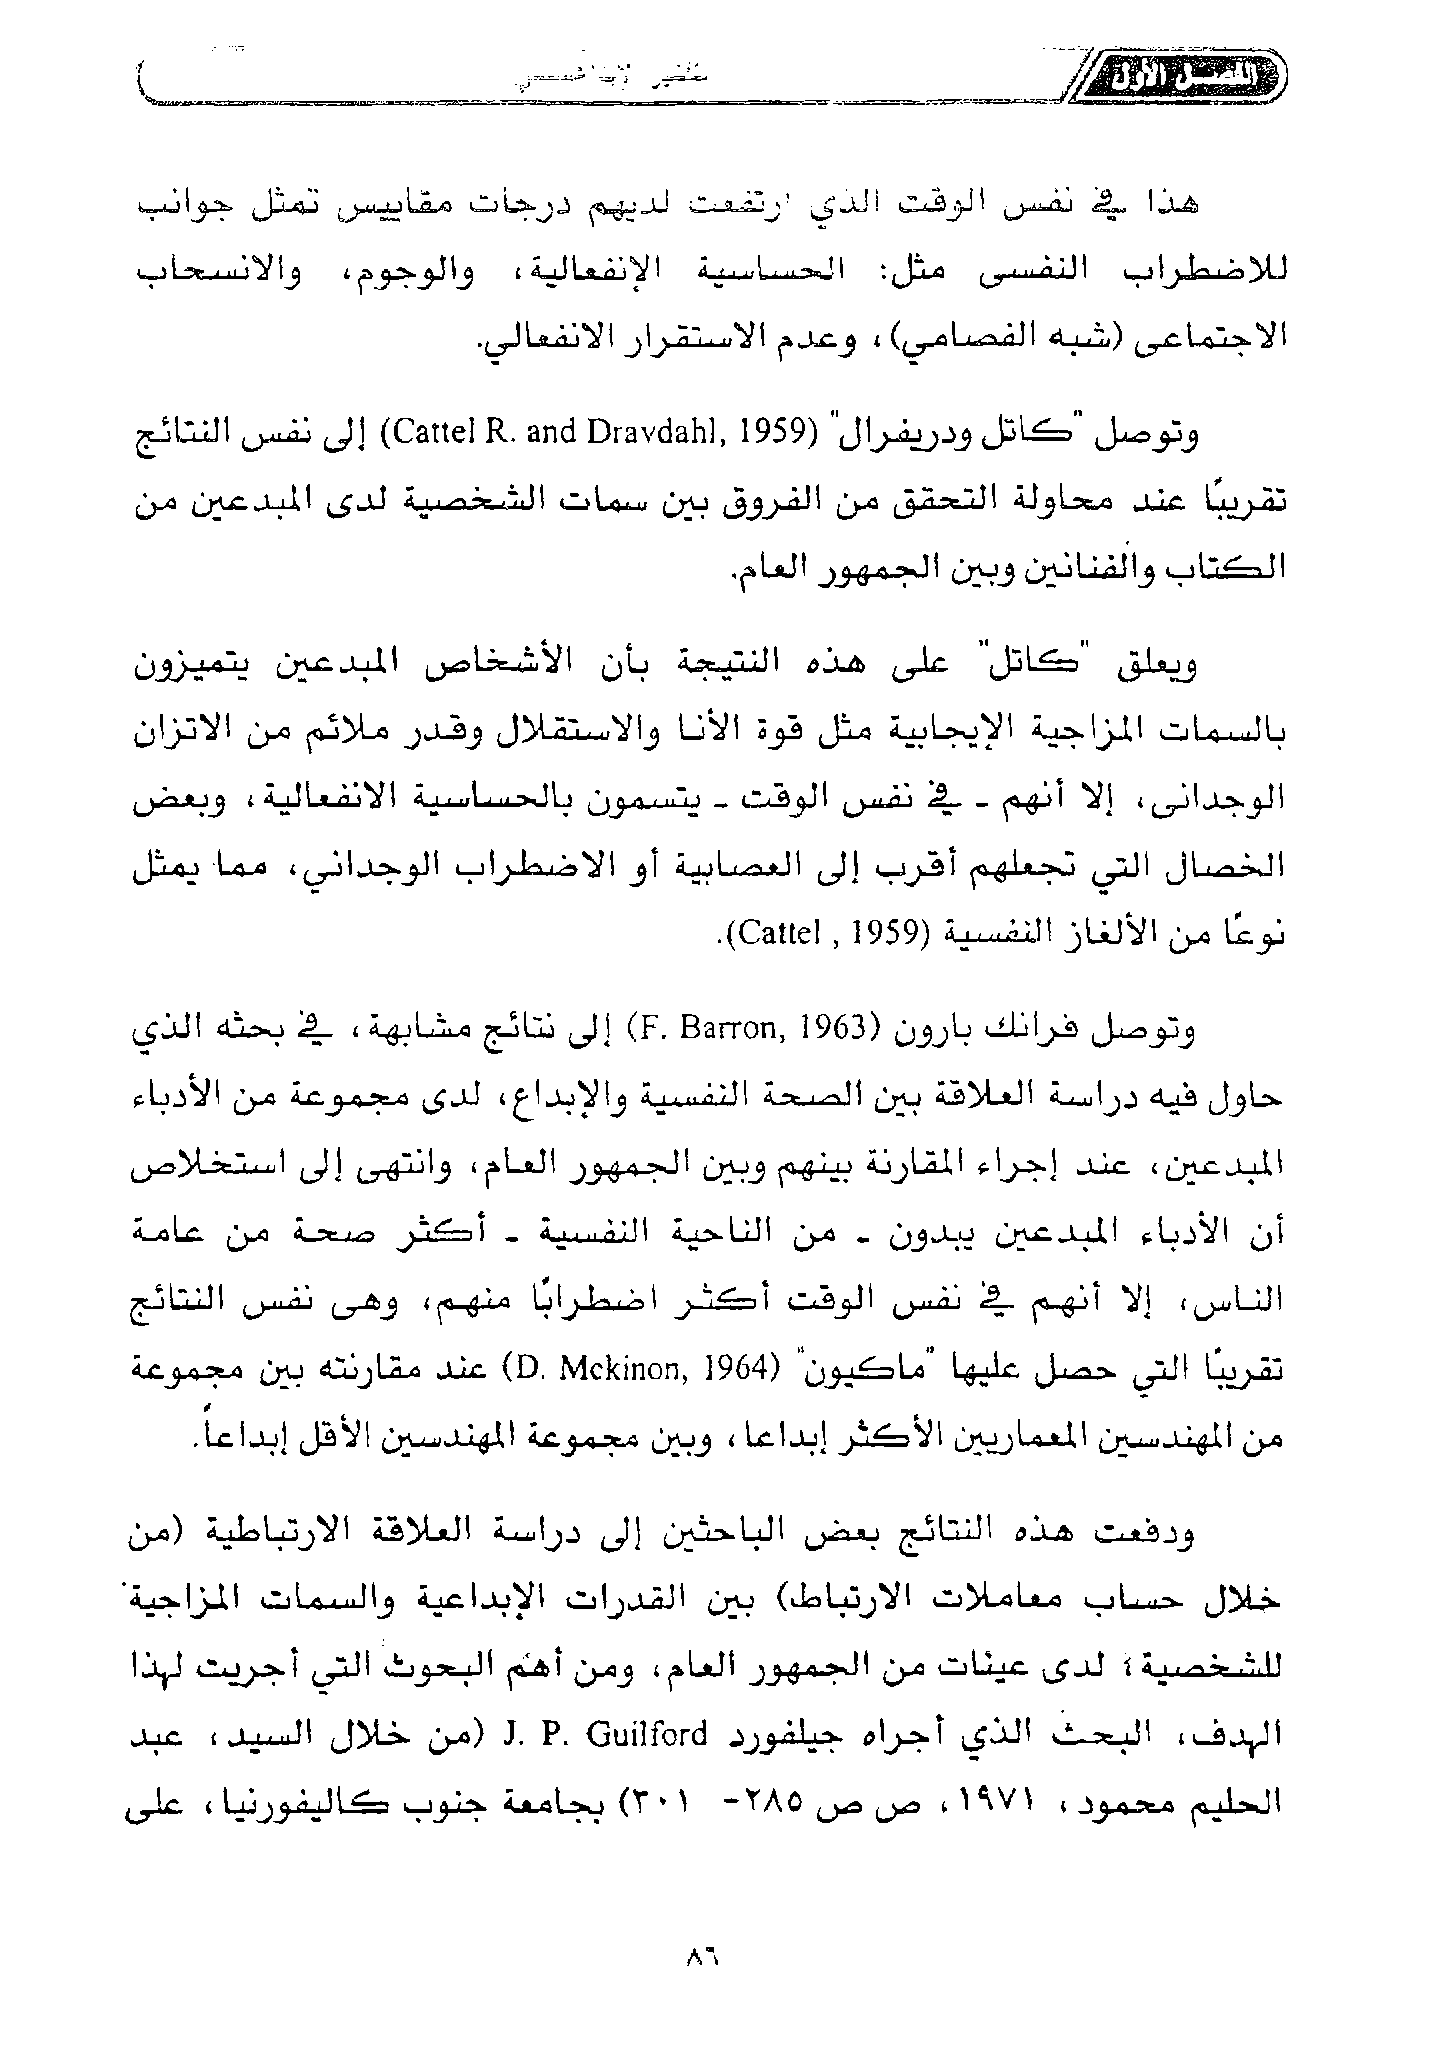 الفصل الأول
هذا في نفس الوقت الذي ارتفعت لديهم درجات مقاييس تمثل جوانب
للاضطراب النفسى مثل: الحساسية الإنفعالية، والوجوم، والانسحاب
الاجتماعى (شبه الفصامي)، وعدم الاستقرار الانفعالي.
وتوصل "كاتل ودريفرال" (Cattel R. and Dravdahl, 1959) إلى نفس النتائج
تقريبًا عند محاولة التحقق من الفروق بين سمات الشخصية لدى المبدعين من
الكتاب والفنانين وبين الجمهور العام.
ويعلق "كاتل" على هذه النتيجة بأن الأشخاص المبدعين يتميزون
بالسمات المزاجية الإيجابية مثل قوة الأنا والاستقلال وقدر ملائم من الاتزان
الوجدانى، إلا أنهم - في نفس الوقت - يتسمون بالحساسية الانفعالية، وبعض
الخصال التي تجعلهم أقرب إلى العصابية أو الاضطراب الوجداني، مما يمثل
نوعًا من الألغاز النفسية (Cattel , 1959).
وتوصل فرانك بارون (F. Barron, 1963) إلى نتائج مشابهة، في بحثه الذي
حاول فيه دراسة العلاقة بين الصحة النفسية والإبداع، لدى مجموعة من الأدباء
المبدعين، عند إجراء المقارنة بينهم وبين الجمهور العام، وانتهى إلى استخلاص
أن الأدباء المبدعين يبدون - من الناحية النفسية - أكثر صحة من عامة
الناس، إلا أنهم في نفس الوقت أكثر اضطرابًا منهم، وهى نفس النتائج
تقريبًا التي حصل عليها "ماكيون" (D. Mckinon, 1964) عند مقارنته بين مجموعة
من المهندسين المعماريين الأكثر إبداعا، وبين مجموعة المهندسين الأقل إبداعاً.
ودفعت هذه النتائج بعض الباحثين إلى دراسة العلاقة الارتباطية (من
خلال حساب معاملات الارتباط) بين القدرات الإبداعية والسمات المزاجية
للشخصية؛ لدى عينات من الجمهور العام، ومن أهم البحوث التي أجريت لهذا
الهدف، البحث الذي أجراه جيلفورد J. P. Guilford (من خلال السيد، عبد
الحليم محمود، ١٩٧١، ص ص ٢٨٥- ٣٠١) بجامعة جنوب كاليفورنيا، على
٨٦